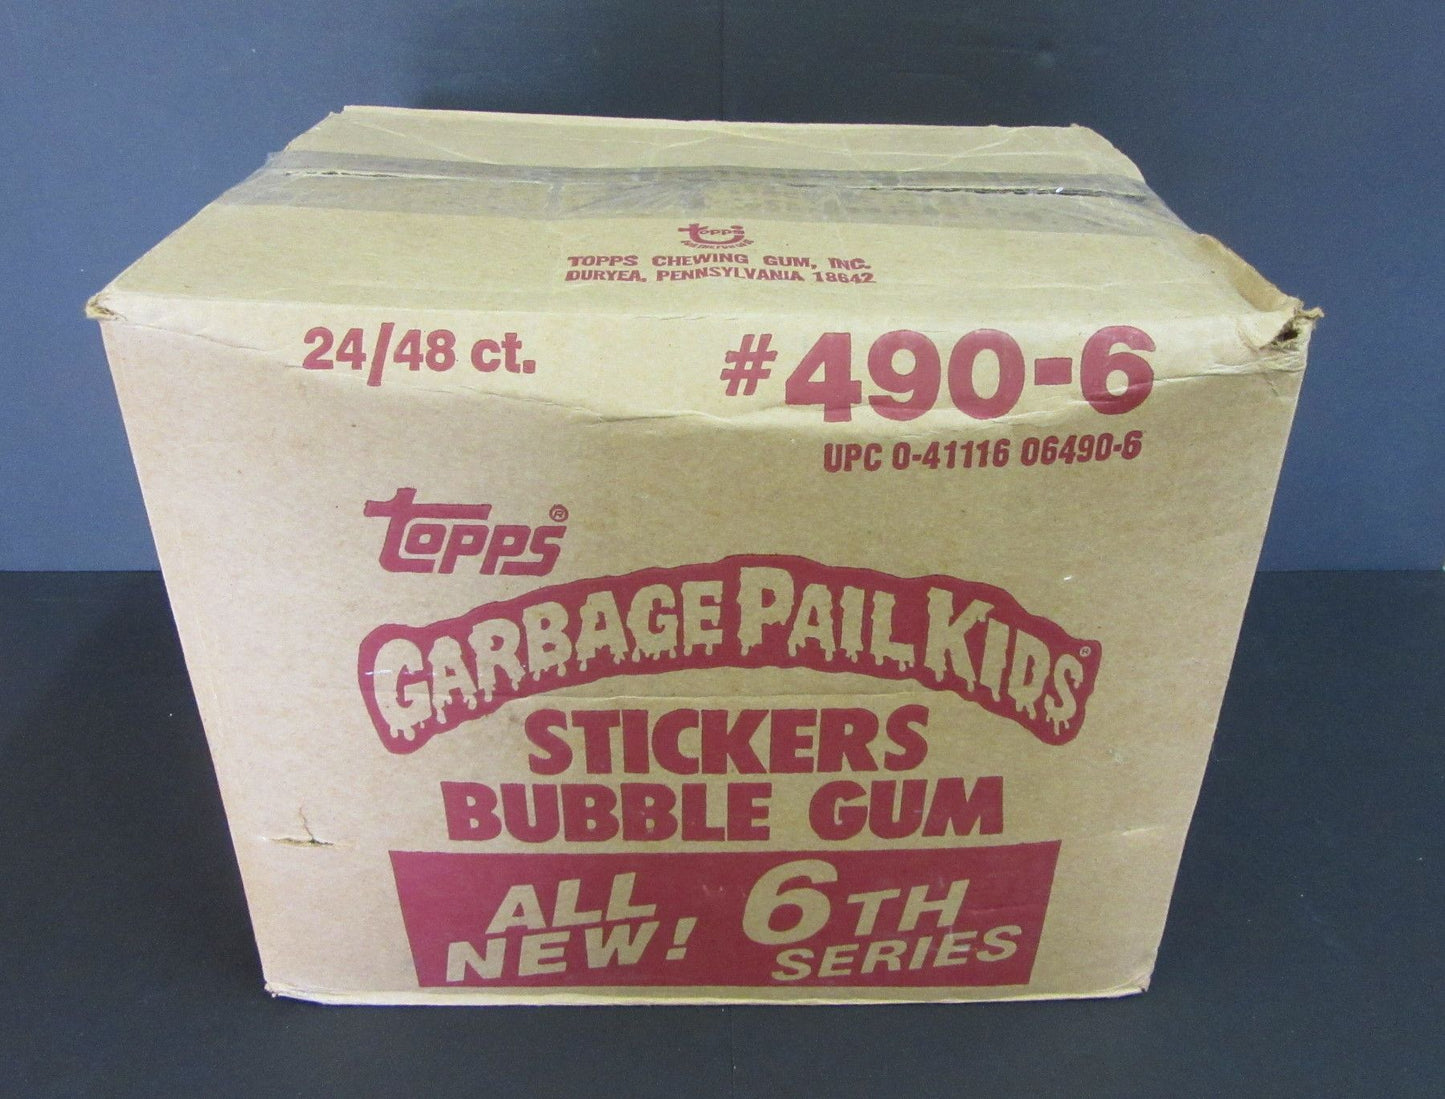 topps
TOPPS CHEWING GUM, INC.
DURYEA, PENNSYLVANIA 18642
24/48 ct.
#490-6
UPC 0-41116 06490-6
topps®
GARBAGE PAIL KIDS®
STICKERS
BUBBLE GUM
ALL
NEW!
6TH
SERIES